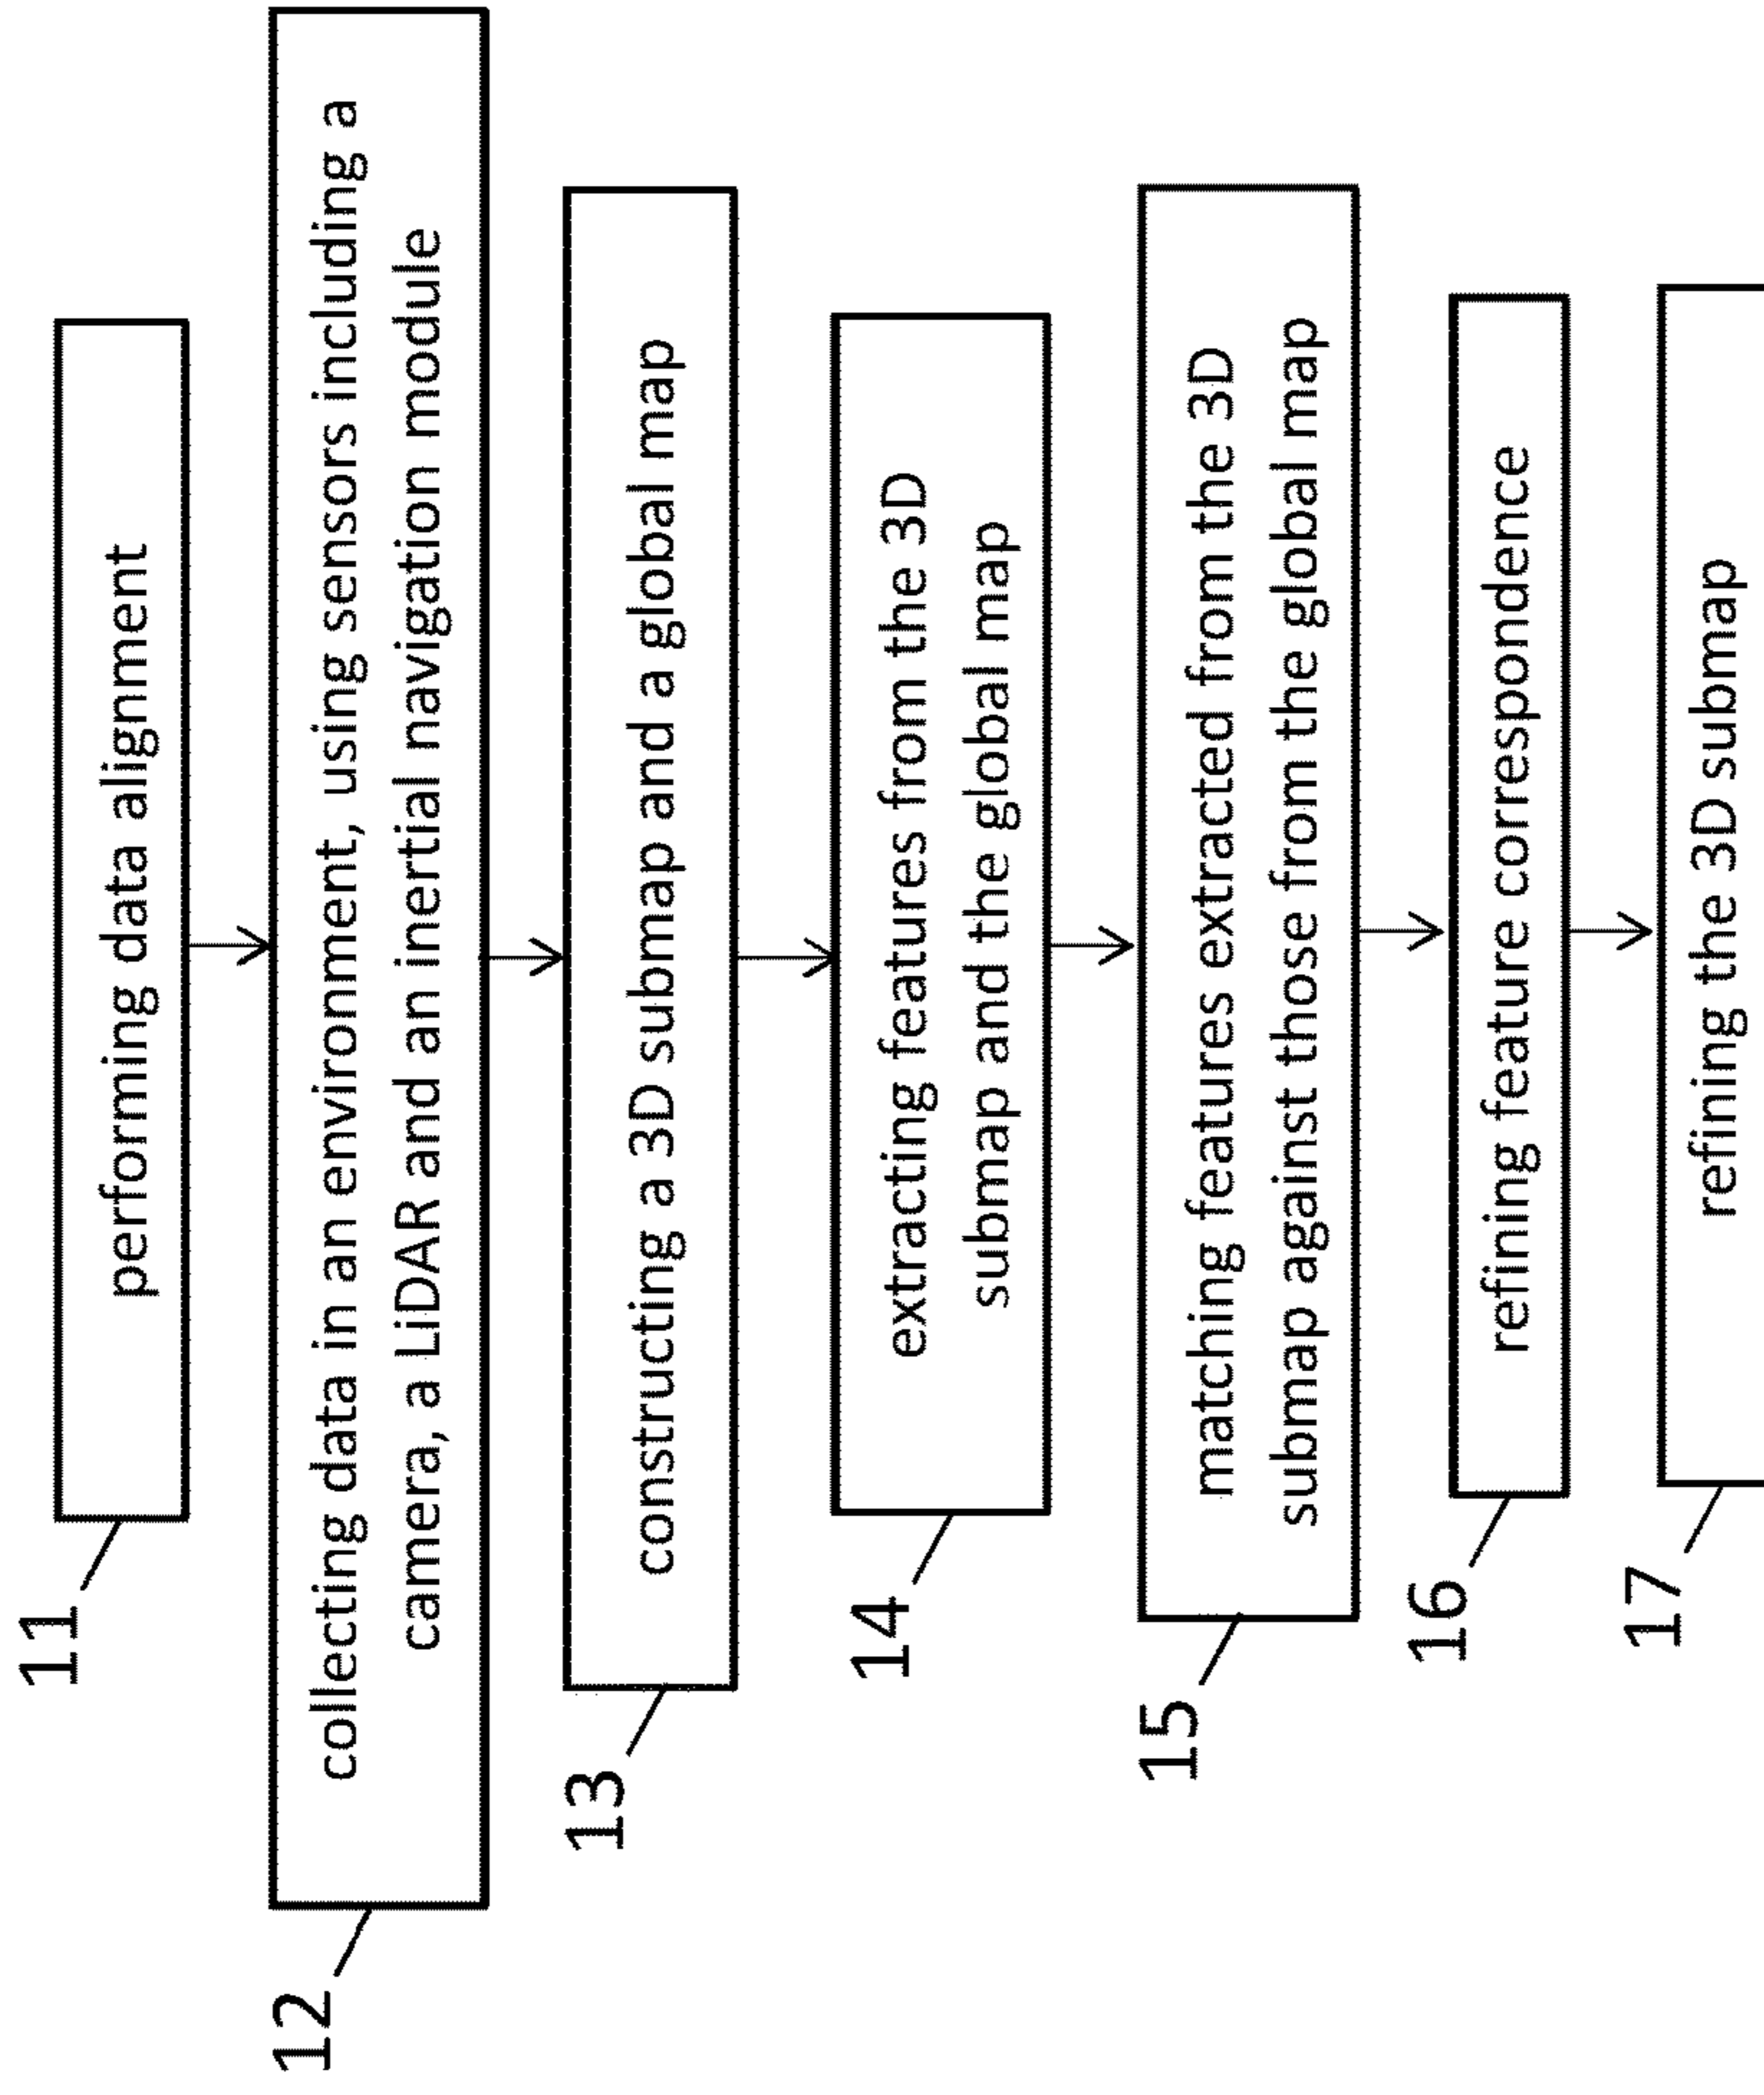 11
performing data alignment
12
collecting data in an environment, using sensors including a
camera, a LiDAR and an inertial navigation module
13
constructing a 3D submap and a global map
14
extracting features from the 3D
submap and the global map
15
matching features extracted from the 3D
submap against those from the global map
16
refining feature correspondence
17
refining the 3D submap